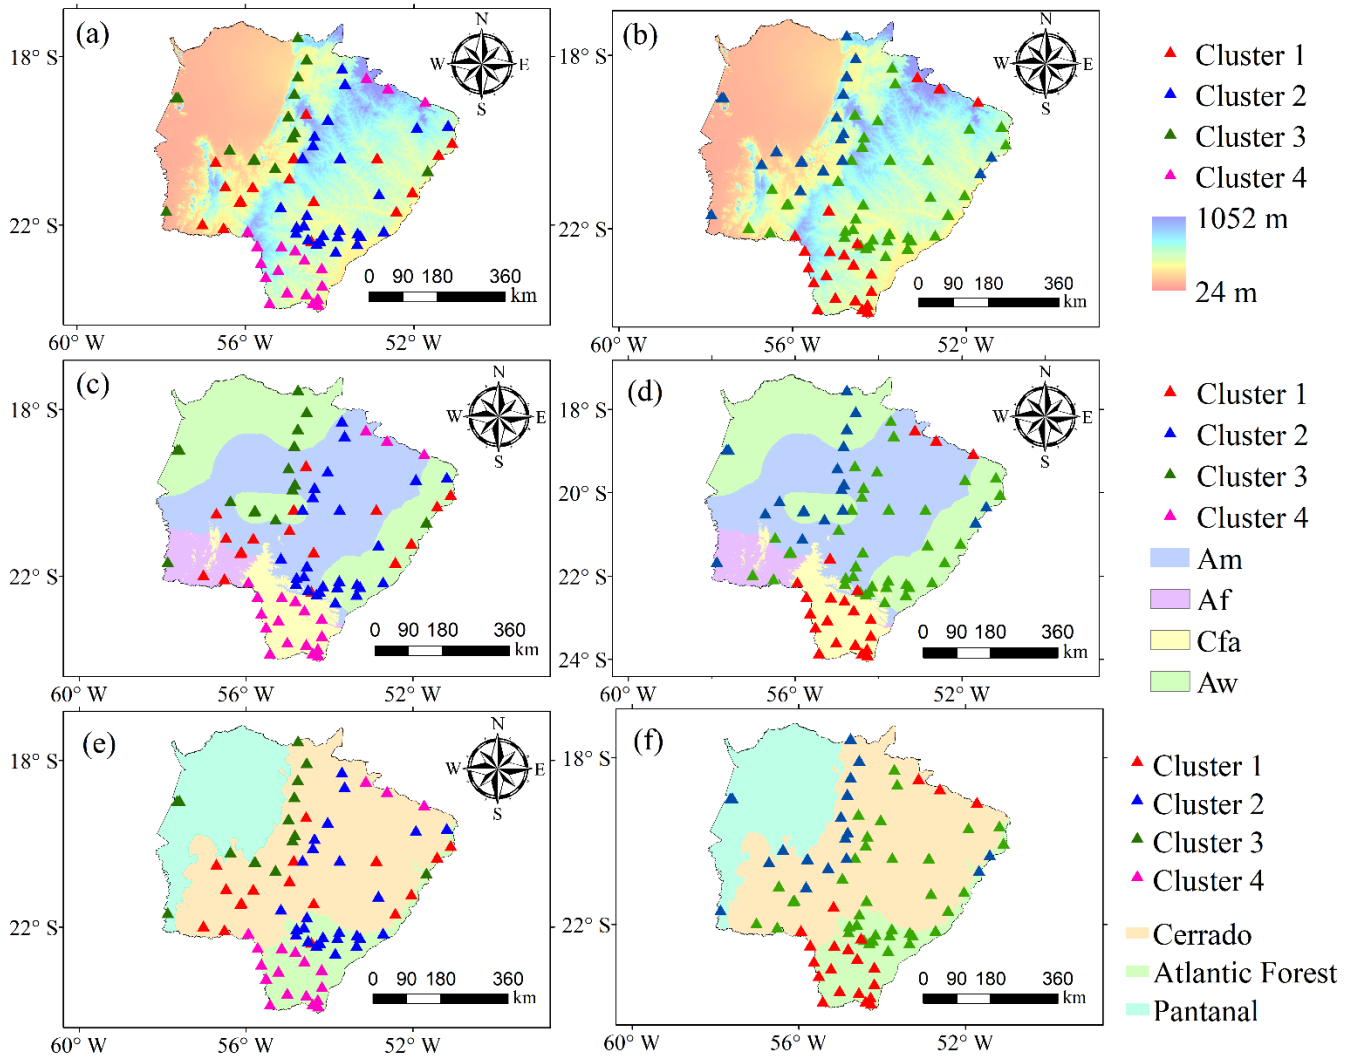 (a)
N
W
E
S
18° S
22° S
0 90 180 360
km
60° W
56° W
52° W
(b)
N
W
E
S
18° S
22° S
0 90 180 360
km
60° W
56° W
52° W
Cluster 1
Cluster 2
Cluster 3
Cluster 4
1052 m
24 m
(c)
N
W
E
S
18° S
22° S
0 90 180 360
km
60° W
56° W
52° W
(d)
N
W
E
S
18° S
20° S
22° S
24° S
0 90 180 360
km
60° W
56° W
52° W
Cluster 1
Cluster 2
Cluster 3
Cluster 4
Am
Af
Cfa
Aw
(e)
N
W
E
S
18° S
22° S
0 90 180 360
km
60° W
56° W
52° W
(f)
18° S
22° S
0 90 180 360
km
60° W
56° W
52° W
Cluster 1
Cluster 2
Cluster 3
Cluster 4
Cerrado
Atlantic Forest
Pantanal